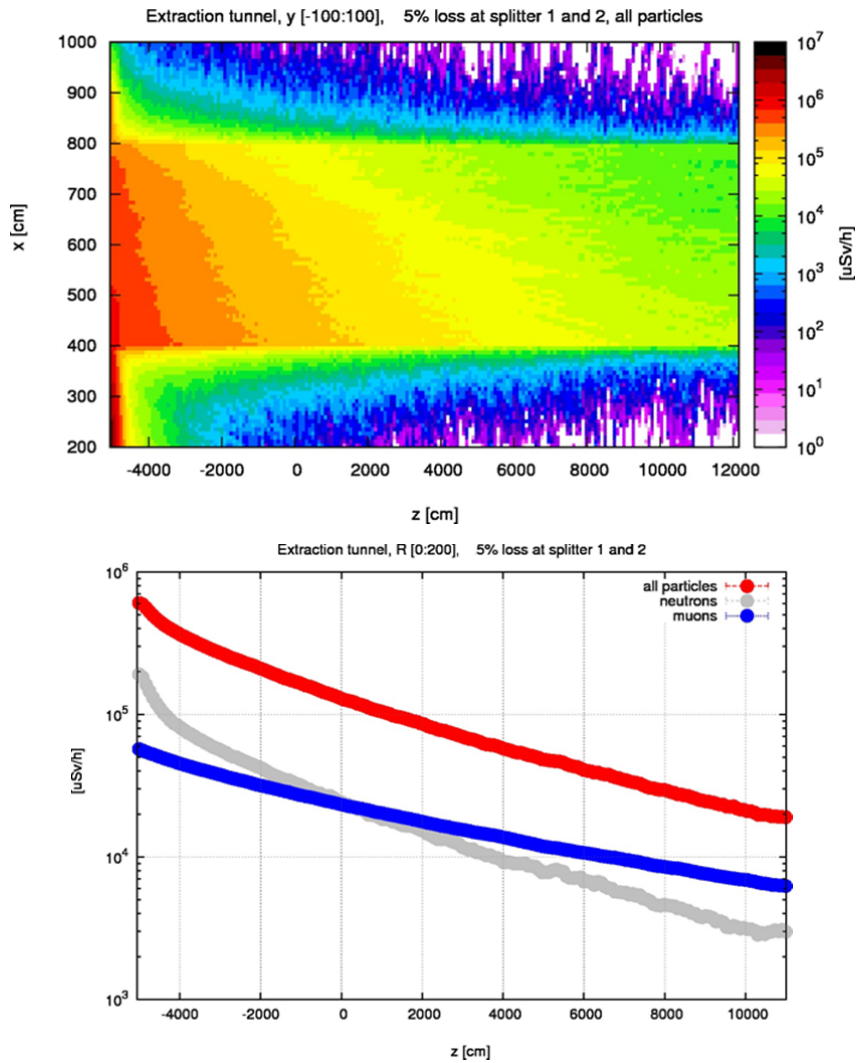 Extraction tunnel, y [-100:100], 5% loss at splitter 1 and 2, all particles
1000
900
800
700
600
500
400
300
200
x [cm]
-4000 -2000 0 2000 4000 6000 8000 10000 12000
z [cm]
10^7
10^6
10^5
10^4
10^3
10^2
10^1
10^0
[uSv/h]
Extraction tunnel, R [0:200], 5% loss at splitter 1 and 2
all particles
neutrons
muons
10^6
10^5
10^4
10^3
[uSv/h]
-4000 -2000 0 2000 4000 6000 8000 10000
z [cm]